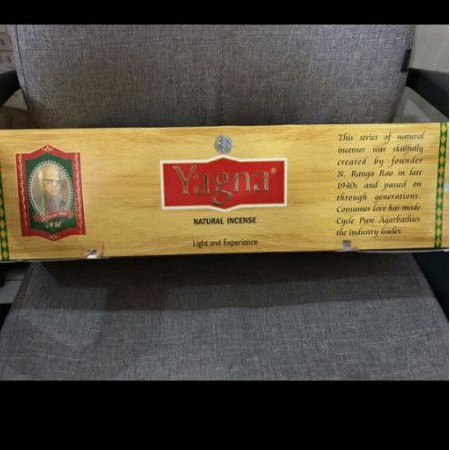 Yagna
NATURAL INCENSE
Light and Experience
This series of natural
incenses was skillfully
created by founder
N. Ranga Rao in late
1940s and passed on
through generations.
Consumer love has made
Cycle Pure Agarbathies
the industry leader.